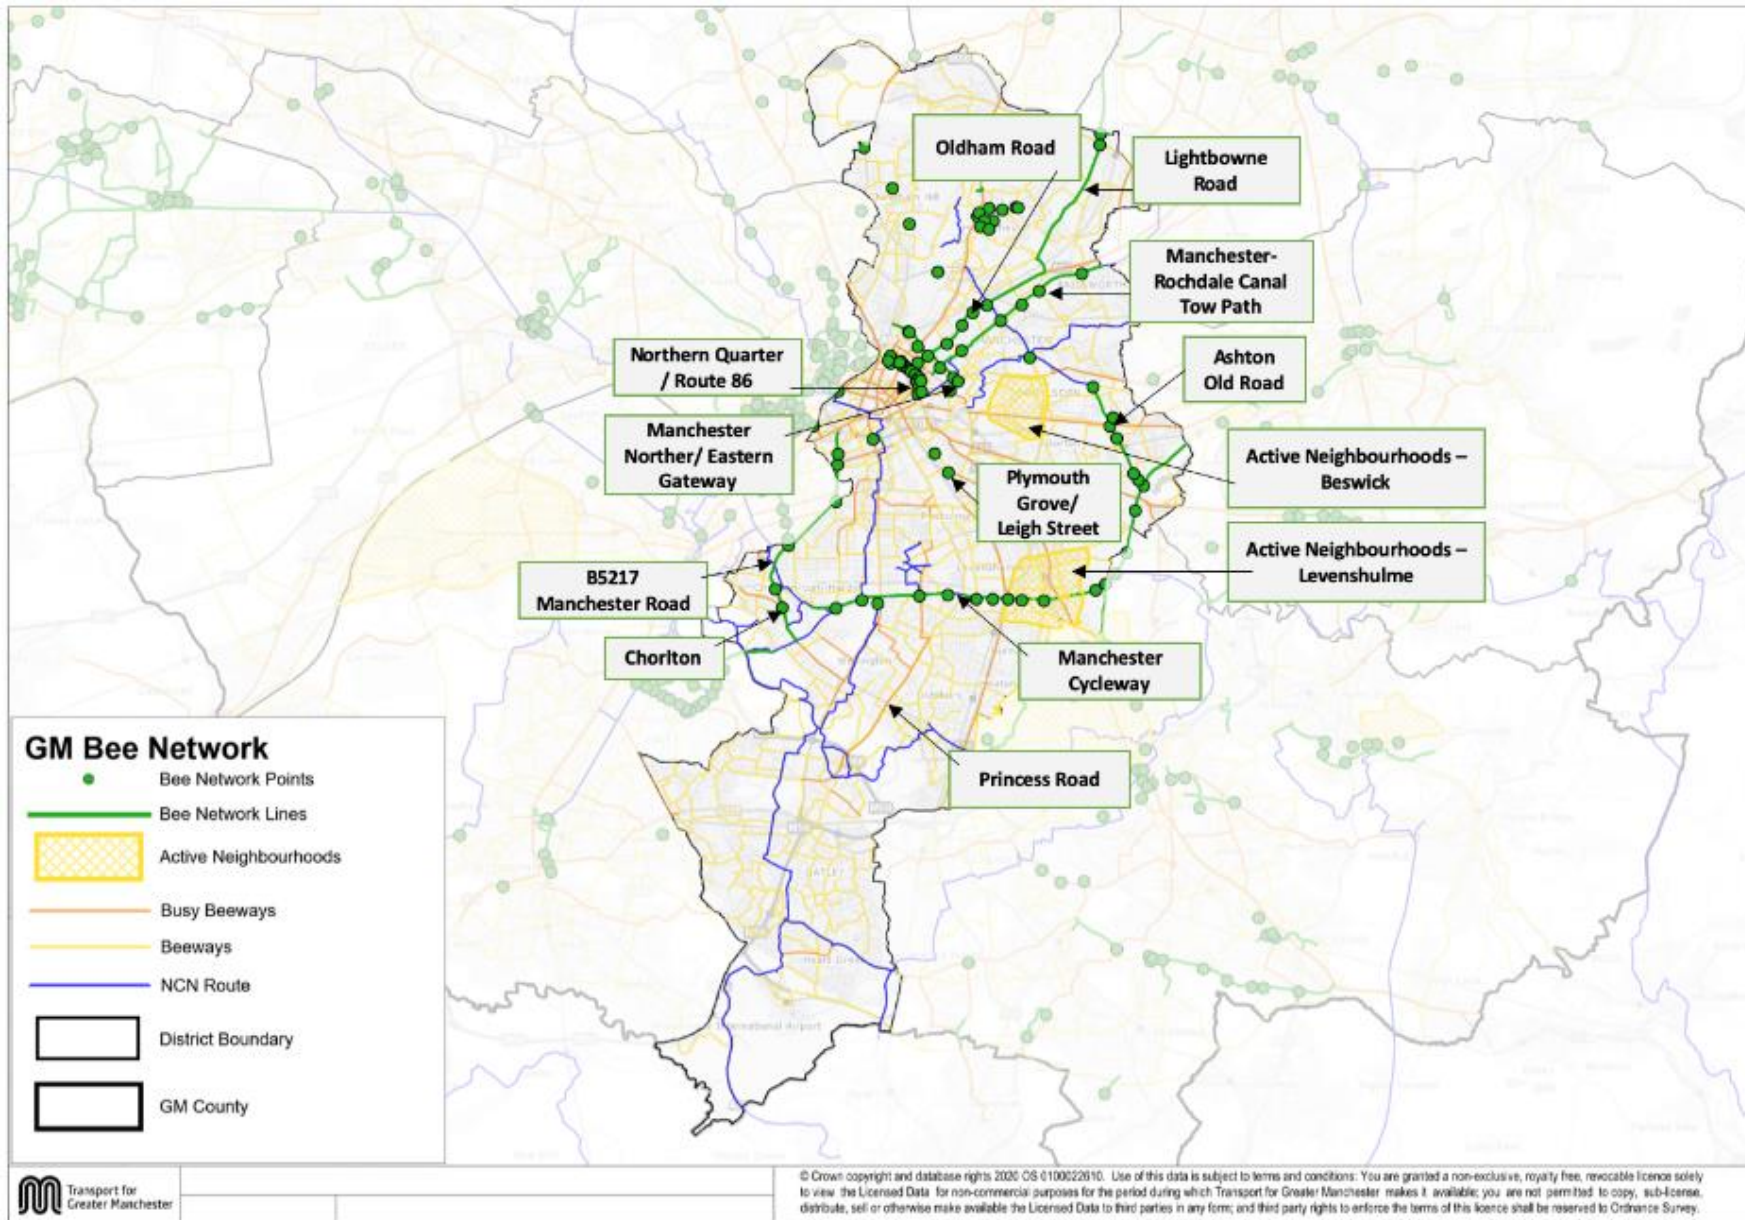 Oldham Road
Lightbowne
Road
Manchester-
Rochdale Canal
Tow Path
Northern Quarter
/ Route 86
Ashton
Old Road
Manchester
Norther/ Eastern
Gateway
Active Neighbourhoods –
Beswick
Plymouth
Grove/
Leigh Street
Active Neighbourhoods –
Levenshulme
B5217
Manchester Road
Chorlton
Manchester
Cycleway
Princess Road
GM Bee Network
Bee Network Points
Bee Network Lines
Active Neighbourhoods
Busy Beeways
Beeways
NCN Route
District Boundary
GM County
Transport for
Greater Manchester
© Crown copyright and database rights 2020 OS 0100022610. Use of this data is subject to terms and conditions: You are granted a non-exclusive, royalty free, revocable licence solely
to view the Licensed Data for non-commercial purposes for the period during which Transport for Greater Manchester makes it available; you are not permitted to copy, sub-license,
distribute, sell or otherwise make available the Licensed Data to third parties in any form; and third party rights to enforce the terms of this licence shall be reserved to Ordnance Survey.